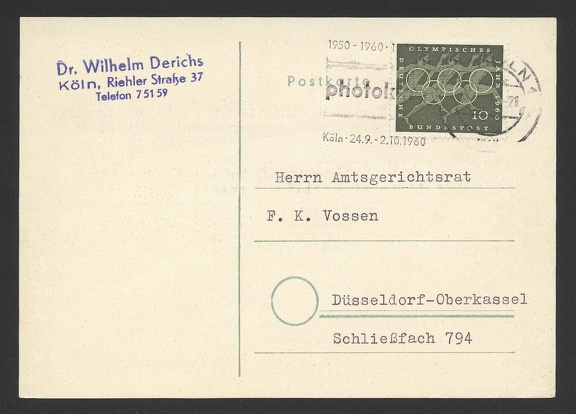 Dr. Wilhelm Derichs
Köln, Riehler Straße 37
Telefon 75159
1950 - 1960
Postkarte
photok
Köln · 24.9. - 2.10.1960
OLYMPISCHES
JAHR 1960
DEUTSCHE
BUNDESPOST
10
Herrn Amtsgerichtsrat
F. K. Vossen
Düsseldorf-Oberkassel
Schließfach 794